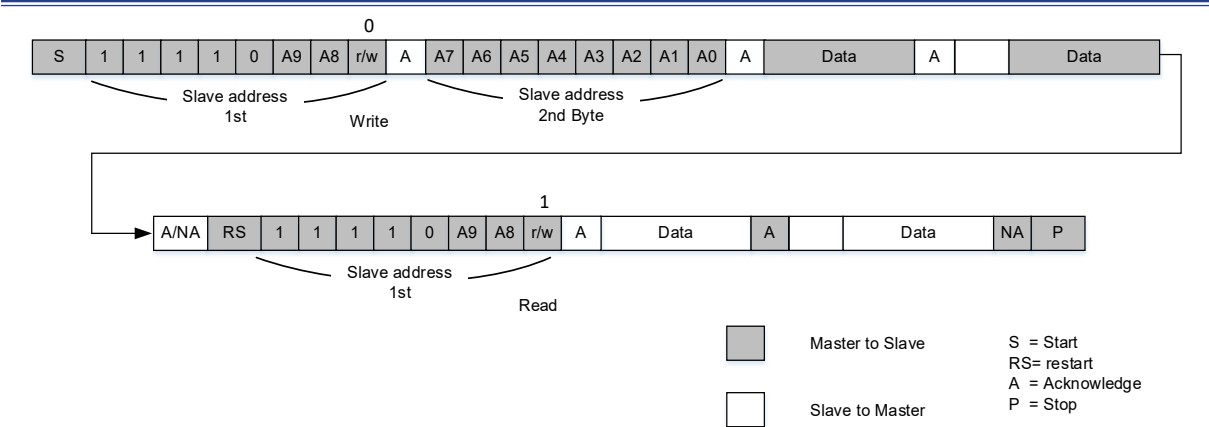 0
S 1 1 1 1 0 A9 A8 r/w A A7 A6 A5 A4 A3 A2 A1 A0 A Data A Data
Slave address
1st
Write
Slave address
2nd Byte
1
A/NA RS 1 1 1 1 0 A9 A8 r/w A Data A Data NA P
Slave address
1st
Read
Master to Slave
Slave to Master
S = Start
RS= restart
A = Acknowledge
P = Stop